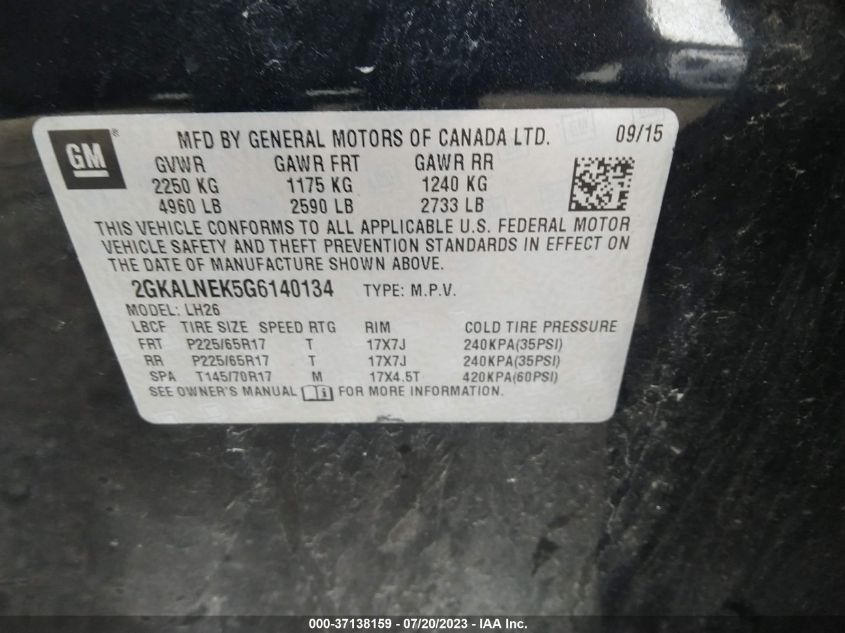 GM ® MFD BY GENERAL MOTORS OF CANADA LTD. 09/15
GVWR GAWR FRT GAWR RR
2250 KG 1175 KG 1240 KG
4960 LB 2590 LB 2733 LB
THIS VEHICLE CONFORMS TO ALL APPLICABLE U.S. FEDERAL MOTOR
VEHICLE SAFETY AND THEFT PREVENTION STANDARDS IN EFFECT ON
THE DATE OF MANUFACTURE SHOWN ABOVE.
2GKALNEK5G6140134 TYPE: M.P.V.
MODEL: LH26
LBCF TIRE SIZE SPEED RTG RIM COLD TIRE PRESSURE
FRT P225/65R17 T 17X7J 240KPA(35PSI)
RR P225/65R17 T 17X7J 240KPA(35PSI)
SPA T145/70R17 M 17X4.5T 420KPA(60PSI)
SEE OWNER'S MANUAL i FOR MORE INFORMATION.
000-37138159 - 07/20/2023 - IAA Inc.